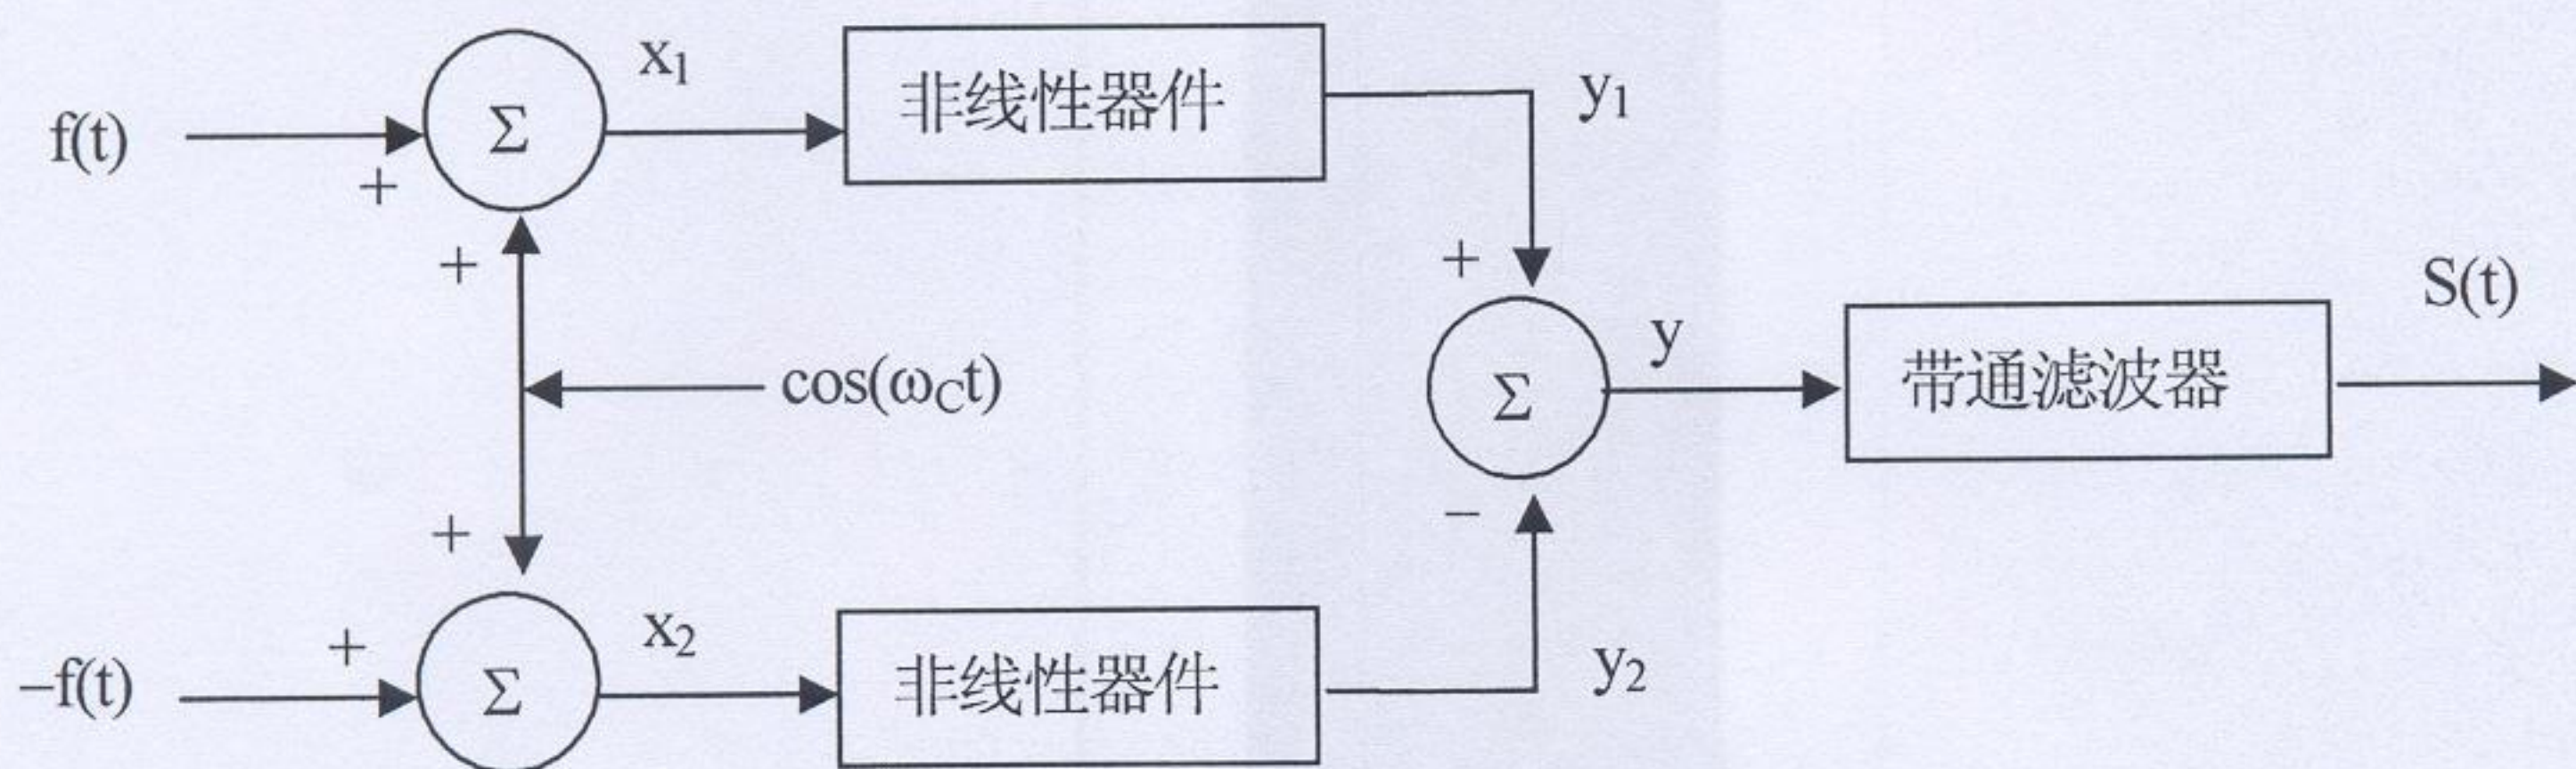 f(t)
+
Σ
x₁
非线性器件
y₁
+
+
cos(ω_Ct)
Σ
y
带通滤波器
S(t)
+
−
−f(t)
+
Σ
x₂
非线性器件
y₂